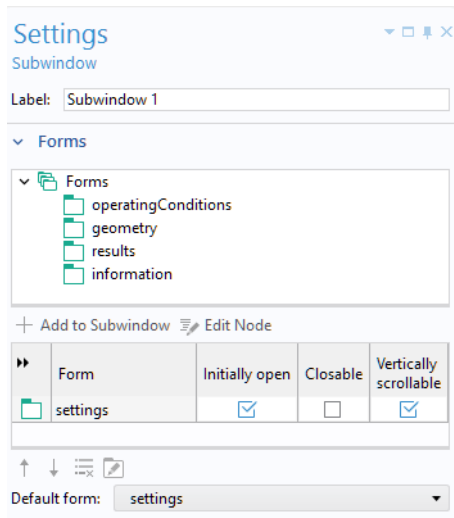 Settings
Subwindow
Label: Subwindow 1
Forms
Forms
operatingConditions
geometry
results
information
Add to Subwindow Edit Node
Form Initially open Closable Vertically scrollable
settings
Default form: settings